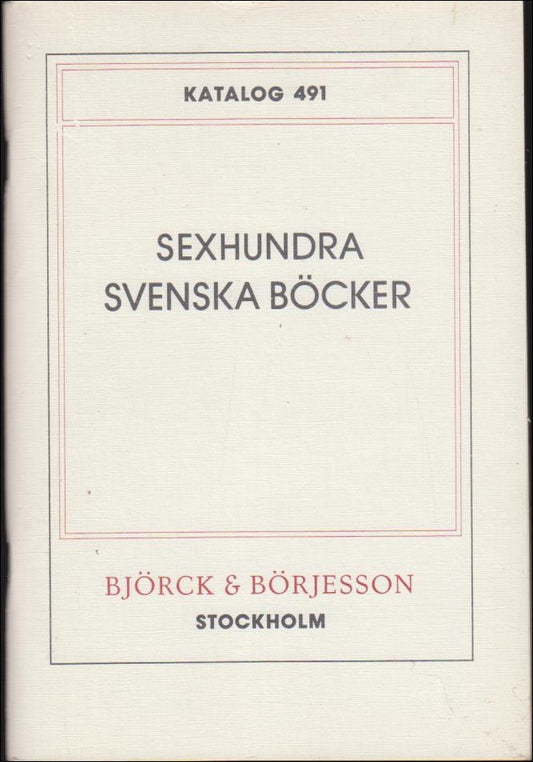 KATALOG 491
SEXHUNDRA
SVENSKA BÖCKER
BJÖRCK & BÖRJESSON
STOCKHOLM